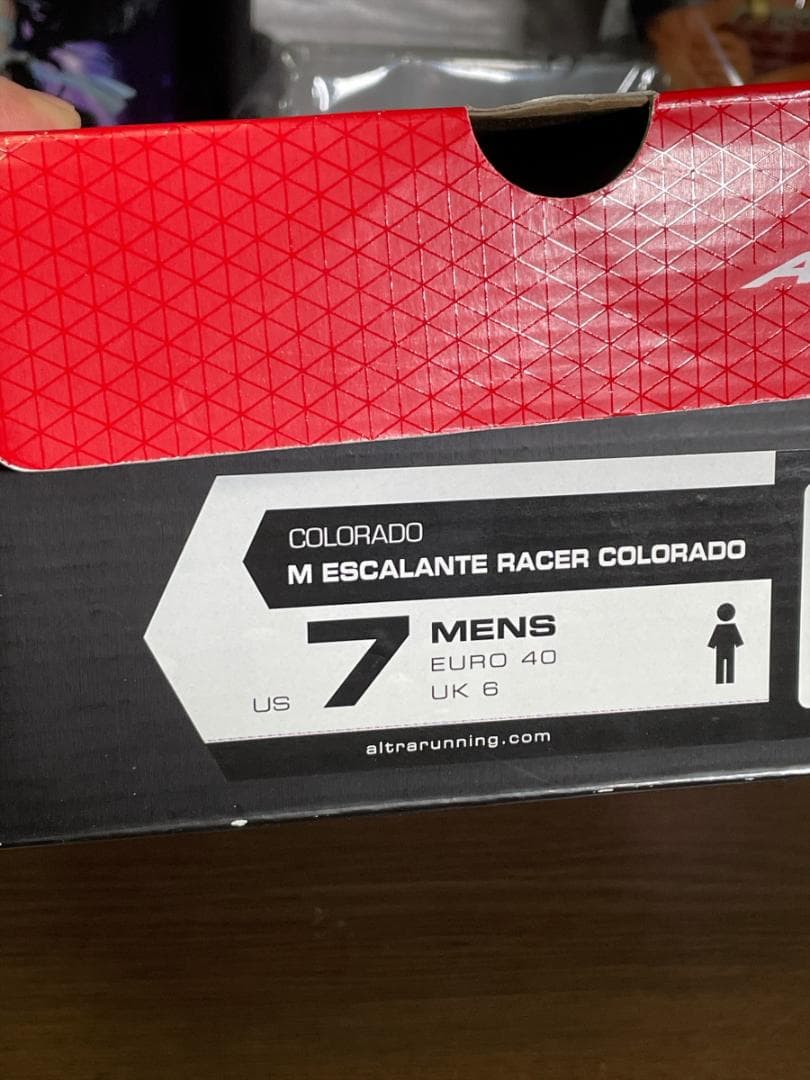 COLORADO
M ESCALANTE RACER COLORADO
US 7 MENS
EURO 40
UK 6
altrarunning.com